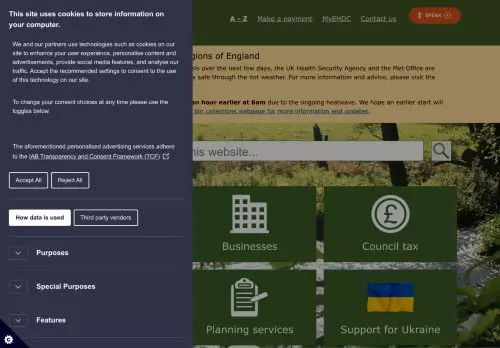 This site uses cookies to store information on
your computer.
We and our partners use technologies such as cookies on
our site to enhance your user experience, personalise content and
advertisements, provide social media features, and analyse our
traffic. Accept the recommended settings to consent to the use
of this technology on our site.
To change your consent choices at any time please use the
toggles below.
The aforementioned personalised advertising services adhere
to the IAB Transparency and Consent Framework (TCF)
Accept All Reject All
How data is used Third party vendors
Purposes
Special Purposes
Features
A - Z Make a payment MyEHDC Contact us SPEAK
gions of England
els over the next few days, the UK Health Security Agency and the Met Office are
y safe through the hot weather. For more information and advice, please visit the
an hour earlier at 6am due to the ongoing heatwave. We hope an earlier start will
bin collections webpage for more information and updates.
his website...
Businesses Council tax
Planning services Support for Ukraine